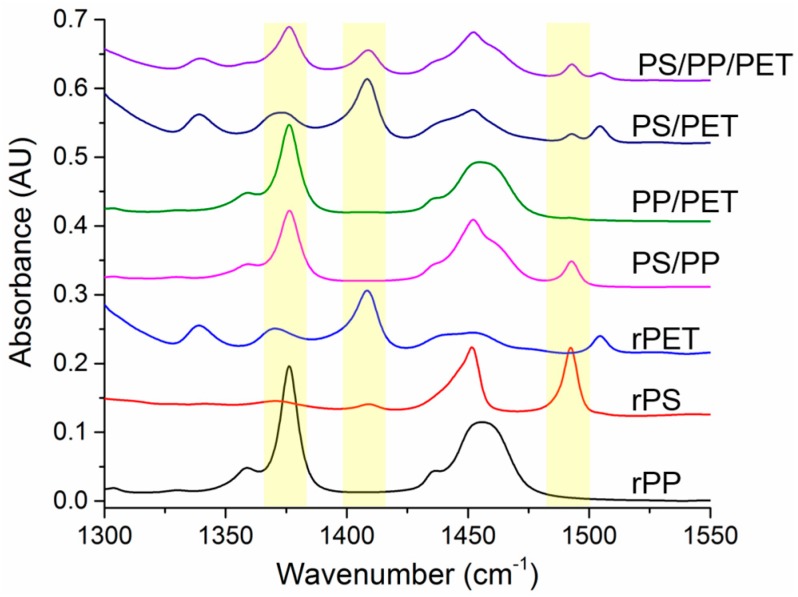 0.7
0.6
0.5
0.4
0.3
0.2
0.1
0.0
Absorbance (AU)
PS/PP/PET
PS/PET
PP/PET
PS/PP
rPET
rPS
rPP
1300 1350 1400 1450 1500 1550
Wavenumber (cm⁻¹)